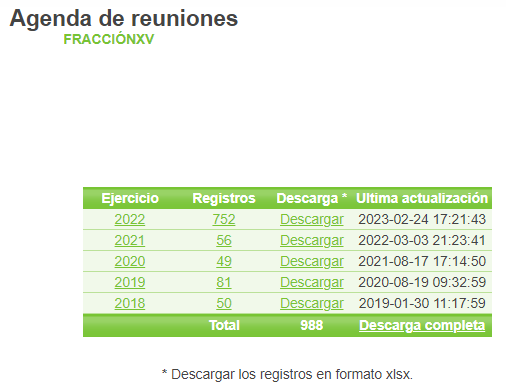 Agenda de reuniones
FRACCIÓNXV
Ejercicio Registros Descarga * Ultima actualización
2022 752 Descargar 2023-02-24 17:21:43
2021 56 Descargar 2022-03-03 21:23:41
2020 49 Descargar 2021-08-17 17:14:50
2019 81 Descargar 2020-08-19 09:32:59
2018 50 Descargar 2019-01-30 11:17:59
Total 988 Descarga completa
* Descargar los registros en formato xlsx.